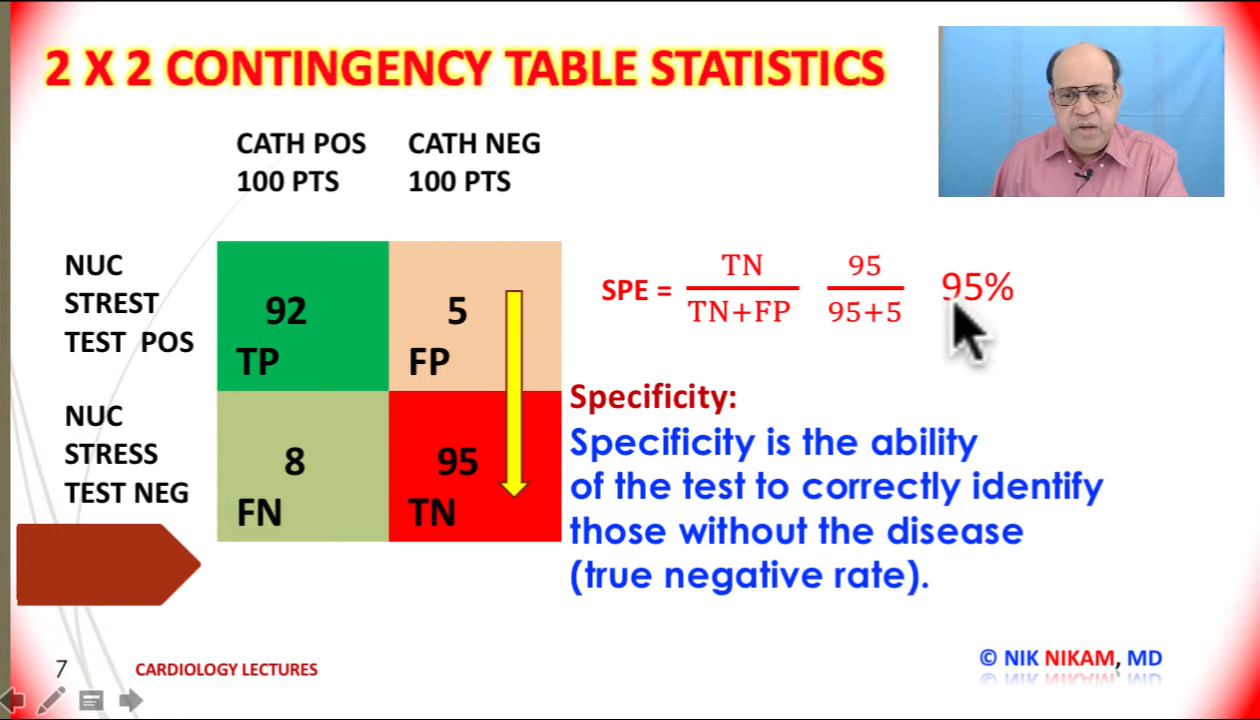 2 X 2 CONTINGENCY TABLE STATISTICS
CATH POS
100 PTS
CATH NEG
100 PTS
NUC
STREST
TEST POS
92
TP
5
FP
NUC
STRESS
TEST NEG
8
FN
95
TN
SPE = TN / TN+FP 95 / 95+5 95%
Specificity:
Specificity is the ability
of the test to correctly identify
those without the disease
(true negative rate).
7
CARDIOLOGY LECTURES
© NIK NIKAM, MD